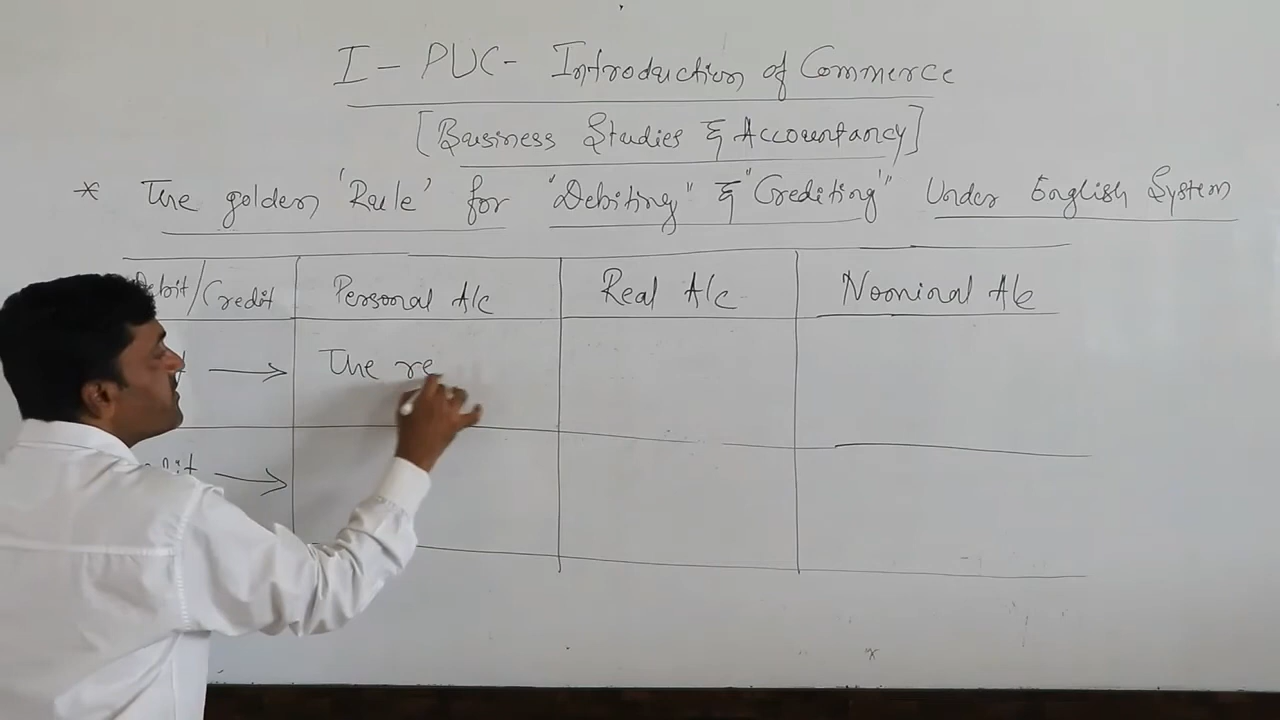 I - PUC - Introduction of Commerce
[Business Studies & Accountancy]
* The golden 'Rule' for "Debiting" & "Crediting" Under English System
Debit/Credit Personal A/c Real A/c Nominal A/c
The re